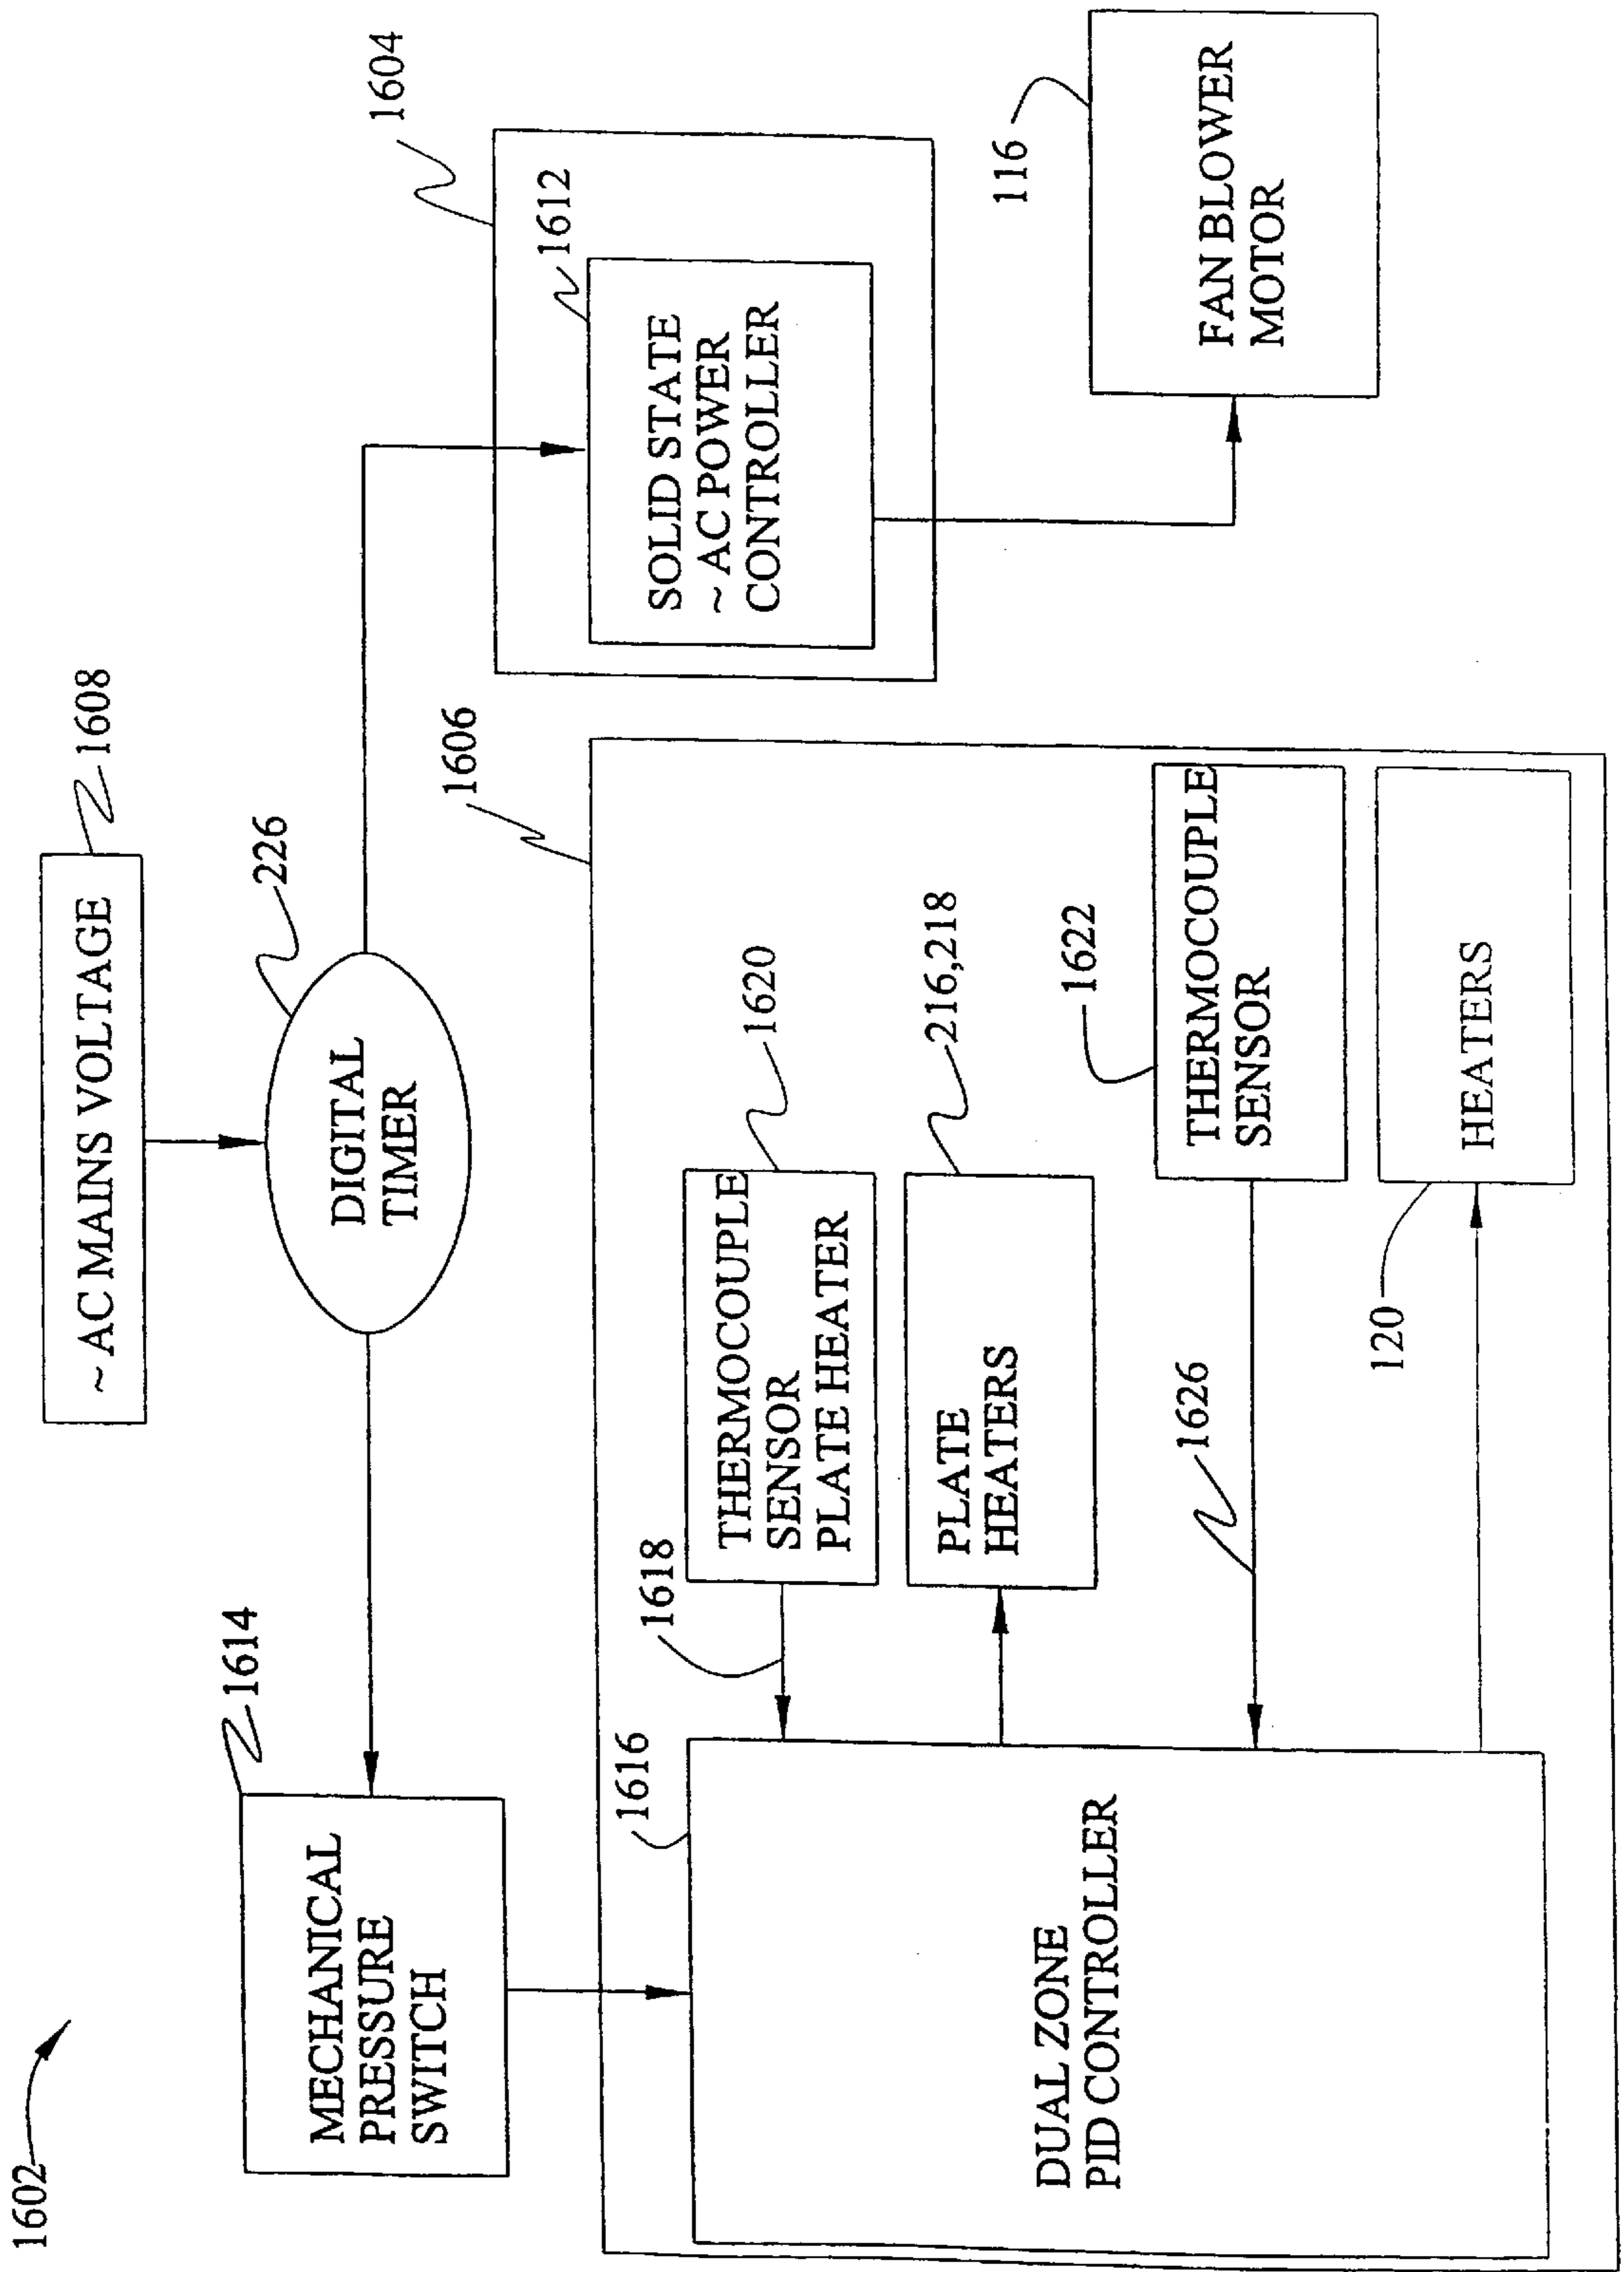 1602
~ AC MAINS VOLTAGE
1608
DIGITAL
TIMER
226
1604
1612
SOLID STATE
~ AC POWER
CONTROLLER
116
FAN BLOWER
MOTOR
1614
MECHANICAL
PRESSURE
SWITCH
1606
1616
DUAL ZONE
PID CONTROLLER
1618
THERMOCOUPLE
SENSOR
PLATE HEATER
1620
PLATE
HEATERS
216,218
1622
THERMOCOUPLE
SENSOR
1626
120
HEATERS